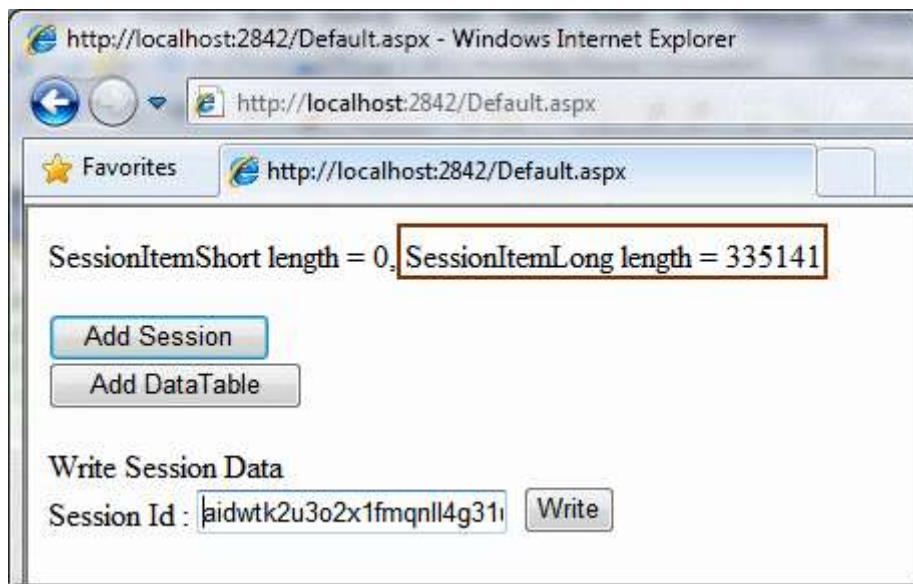 http://localhost:2842/Default.aspx - Windows Internet Explorer
http://localhost:2842/Default.aspx
Favorites http://localhost:2842/Default.aspx
SessionItemShort length = 0, SessionItemLong length = 335141
Add Session
Add DataTable
Write Session Data
Session Id : Write